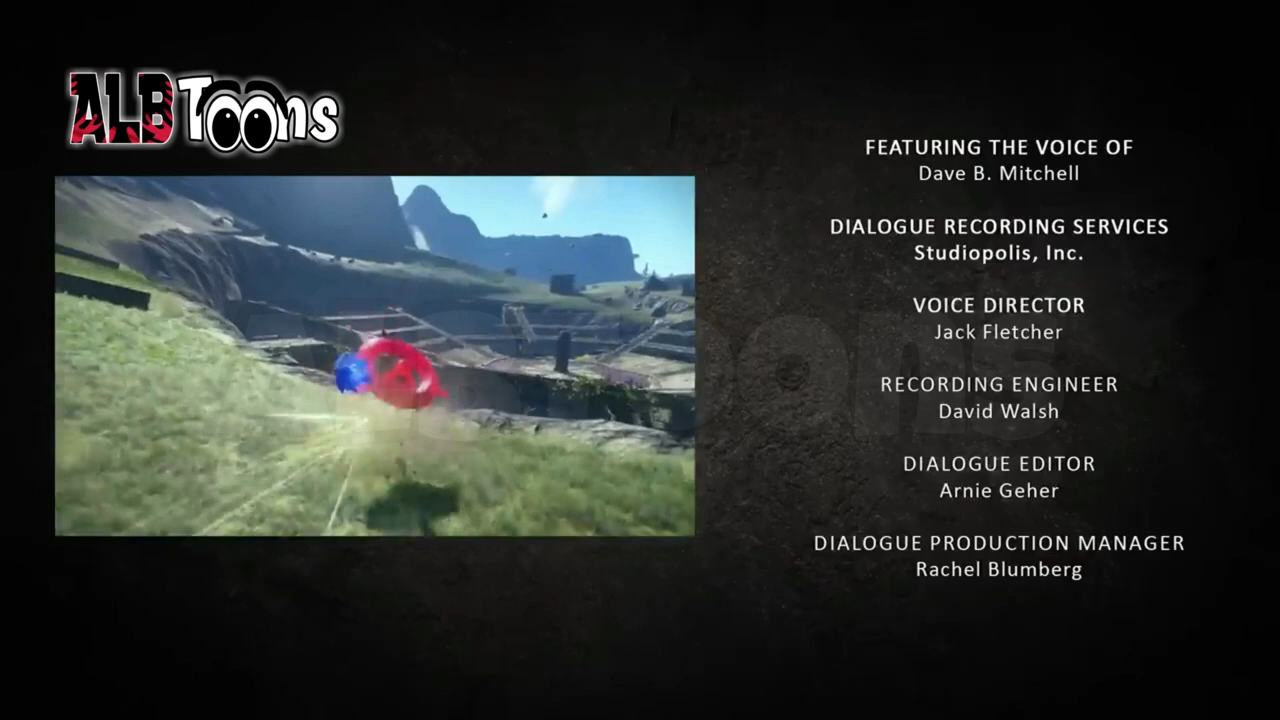 ALBToons
FEATURING THE VOICE OF
Dave B. Mitchell
DIALOGUE RECORDING SERVICES
Studiopolis, Inc.
VOICE DIRECTOR
Jack Fletcher
RECORDING ENGINEER
David Walsh
DIALOGUE EDITOR
Arnie Geher
DIALOGUE PRODUCTION MANAGER
Rachel Blumberg